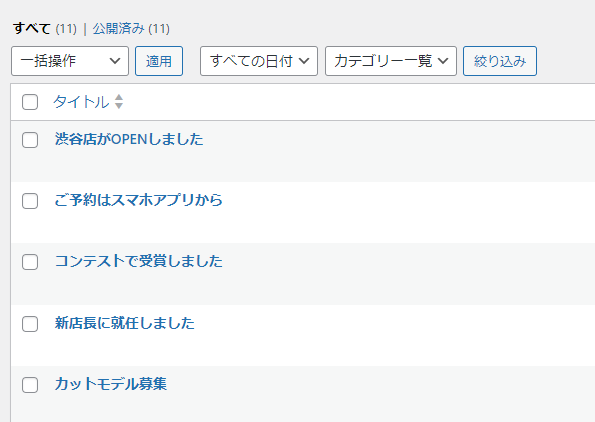 すべて (11) | 公開済み (11)
一括操作 適用 すべての日付 カテゴリー一覧 絞り込み
タイトル
渋谷店がOPENしました
ご予約はスマホアプリから
コンテストで受賞しました
新店長に就任しました
カットモデル募集